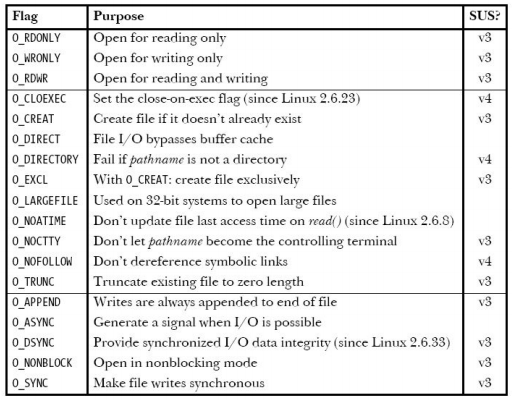 Flag Purpose SUS?
O_RDONLY Open for reading only v3
O_WRONLY Open for writing only v3
O_RDWR Open for reading and writing v3
O_CLOEXEC Set the close-on-exec flag (since Linux 2.6.23) v4
O_CREAT Create file if it doesn't already exist v3
O_DIRECT File I/O bypasses buffer cache
O_DIRECTORY Fail if pathname is not a directory v4
O_EXCL With O_CREAT: create file exclusively v3
O_LARGEFILE Used on 32-bit systems to open large files
O_NOATIME Don't update file last access time on read() (since Linux 2.6.8)
O_NOCTTY Don't let pathname become the controlling terminal v3
O_NOFOLLOW Don't dereference symbolic links v4
O_TRUNC Truncate existing file to zero length v3
O_APPEND Writes are always appended to end of file v3
O_ASYNC Generate a signal when I/O is possible
O_DSYNC Provide synchronized I/O data integrity (since Linux 2.6.33) v3
O_NONBLOCK Open in nonblocking mode v3
O_SYNC Make file writes synchronous v3